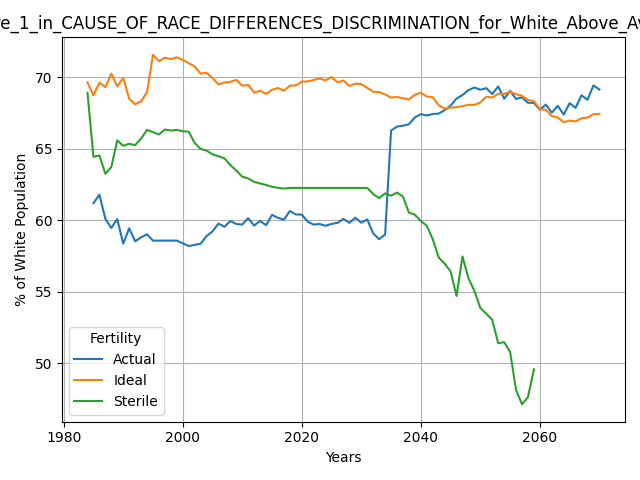 e_1_in_CAUSE_OF_RACE_DIFFERENCES_DISCRIMINATION_for_White_Above_Av
% of White Population
70
65
60
55
50
Fertility
Actual
Ideal
Sterile
1980 2000 2020 2040 2060
Years